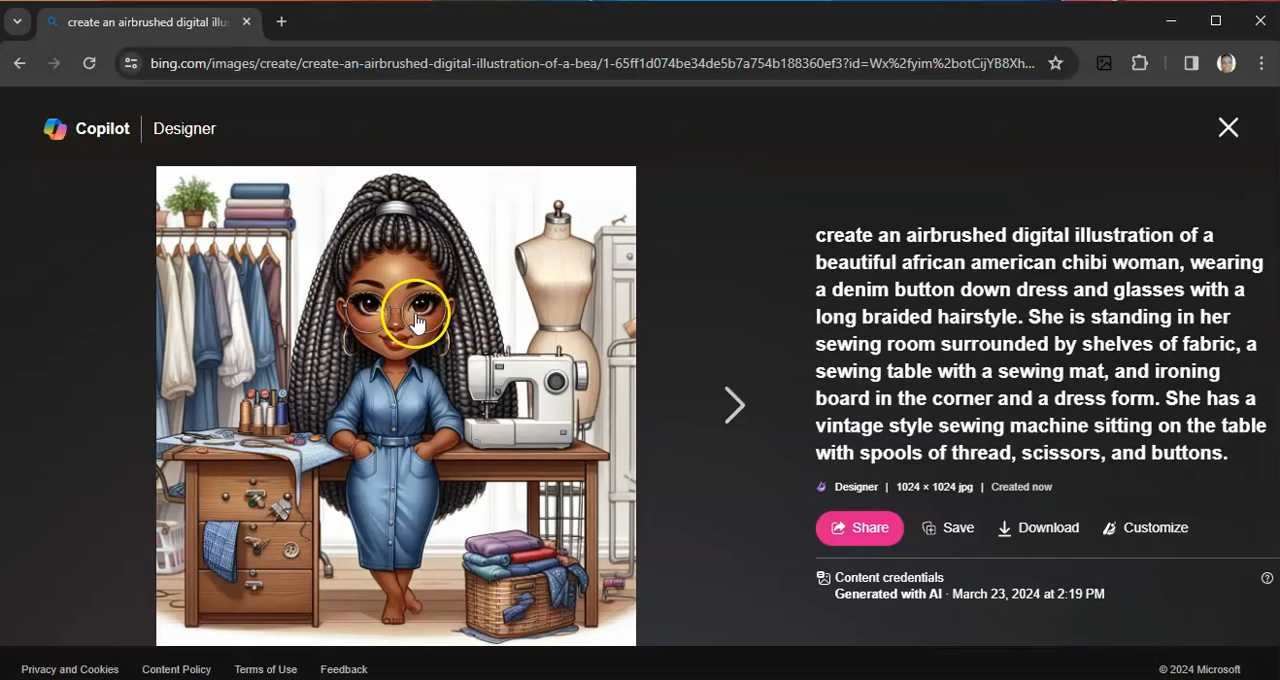 create an airbrushed digital illu
bing.com/images/create/create-an-airbrushed-digital-illustration-of-a-bea/1-65ff1d074be34de5b7a754b188360ef3?id=Wx%2fyim%2botCijYB8Xh...
Copilot
Designer
create an airbrushed digital illustration of a
beautiful african american chibi woman, wearing
a denim button down dress and glasses with a
long braided hairstyle. She is standing in her
sewing room surrounded by shelves of fabric, a
sewing table with a sewing mat, and ironing
board in the corner and a dress form. She has a
vintage style sewing machine sitting on the table
with spools of thread, scissors, and buttons.
Designer | 1024 × 1024 jpg | Created now
Share Save Download Customize
Content credentials
Generated with AI · March 23, 2024 at 2:19 PM
Privacy and Cookies Content Policy Terms of Use Feedback © 2024 Microsoft